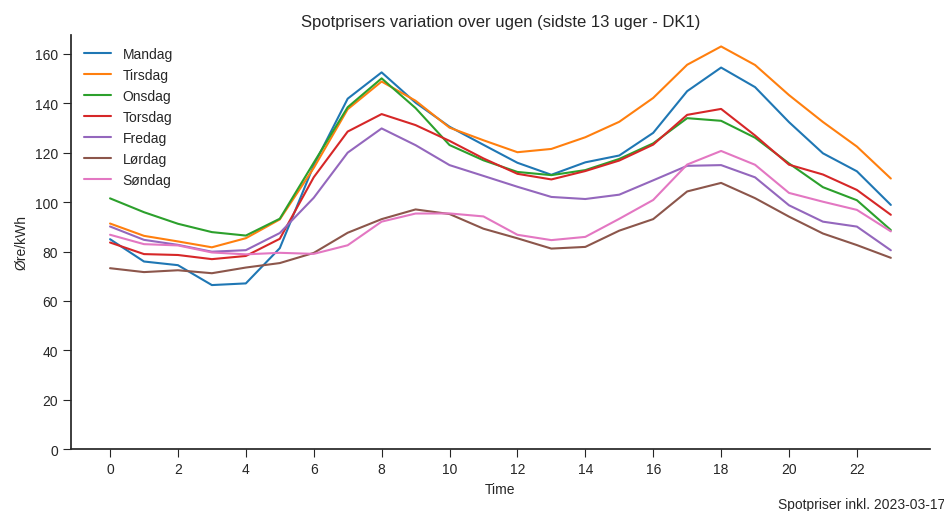 Spotprisers variation over ugen (sidste 13 uger - DK1)
Mandag
Tirsdag
Onsdag
Torsdag
Fredag
Lørdag
Søndag
160
140
120
100
80
60
40
20
0
Øre/kWh
0 2 4 6 8 10 12 14 16 18 20 22
Time
Spotpriser inkl. 2023-03-17